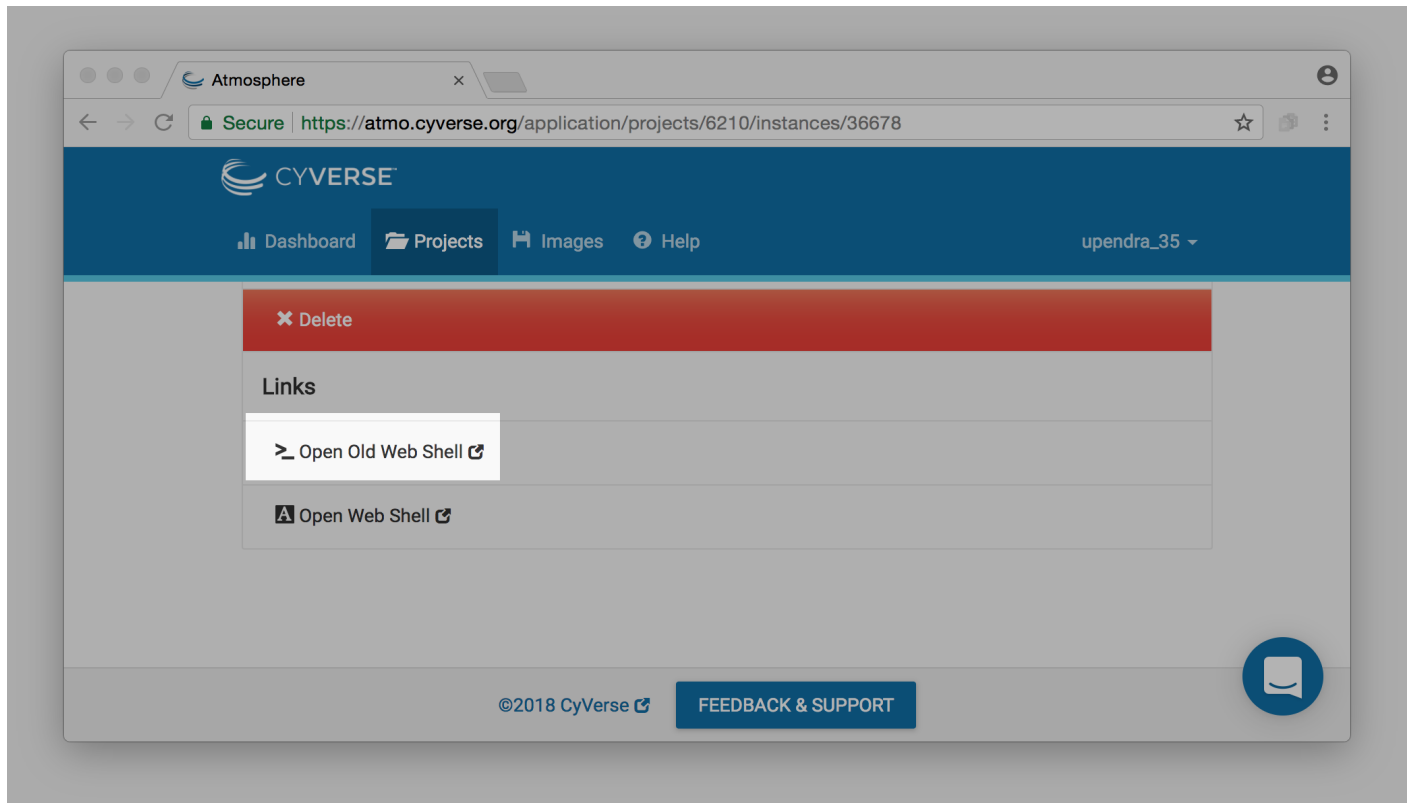 Atmosphere ×
Secure https://atmo.cyverse.org/application/projects/6210/instances/36678
CYVERSE™
Dashboard Projects Images Help upendra_35
Delete
Links
Open Old Web Shell
Open Web Shell
©2018 CyVerse FEEDBACK & SUPPORT